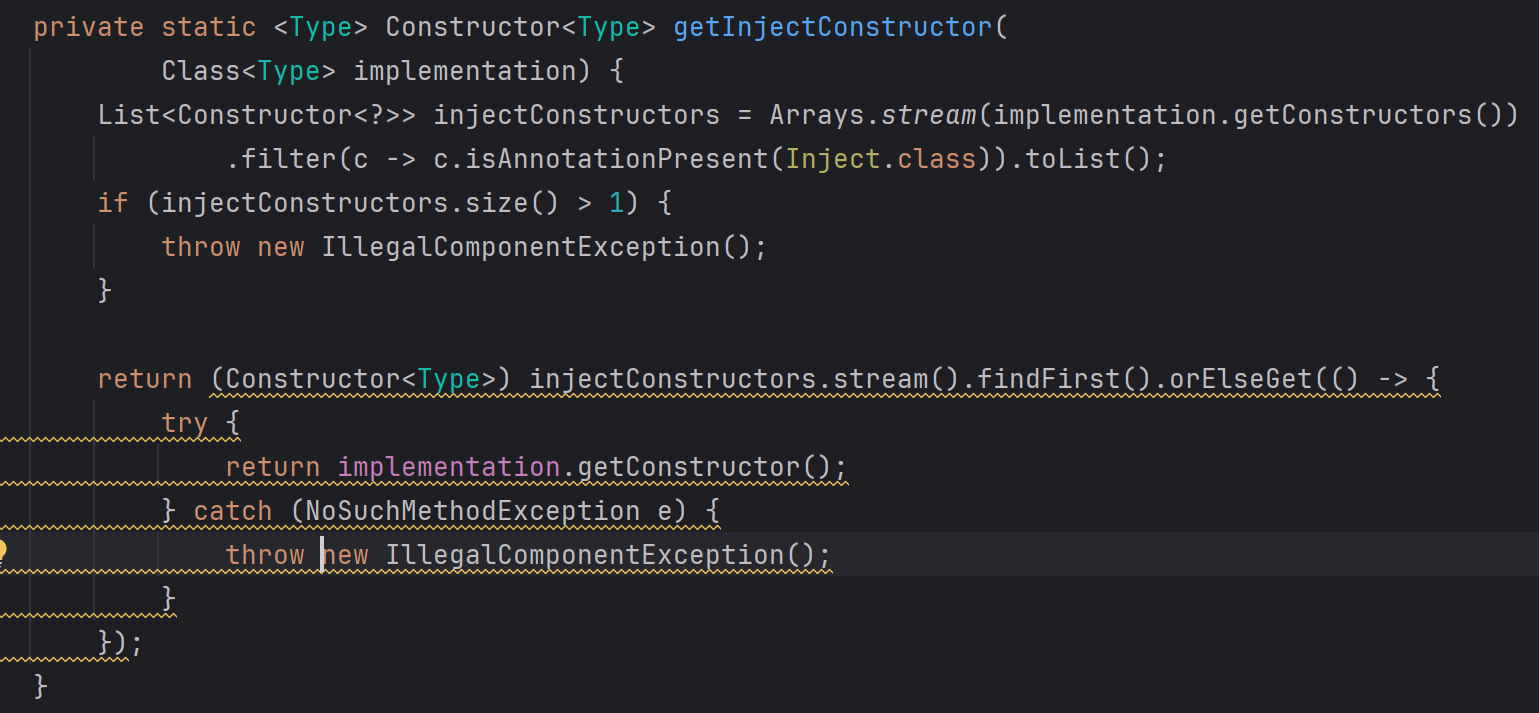 private static <Type> Constructor<Type> getInjectConstructor(
        Class<Type> implementation) {
    List<Constructor<?>> injectConstructors = Arrays.stream(implementation.getConstructors())
            .filter(c -> c.isAnnotationPresent(Inject.class)).toList();
    if (injectConstructors.size() > 1) {
        throw new IllegalComponentException();
    }

    return (Constructor<Type>) injectConstructors.stream().findFirst().orElseGet(() -> {
        try {
            return implementation.getConstructor();
        } catch (NoSuchMethodException e) {
            throw new IllegalComponentException();
        }
    });
}